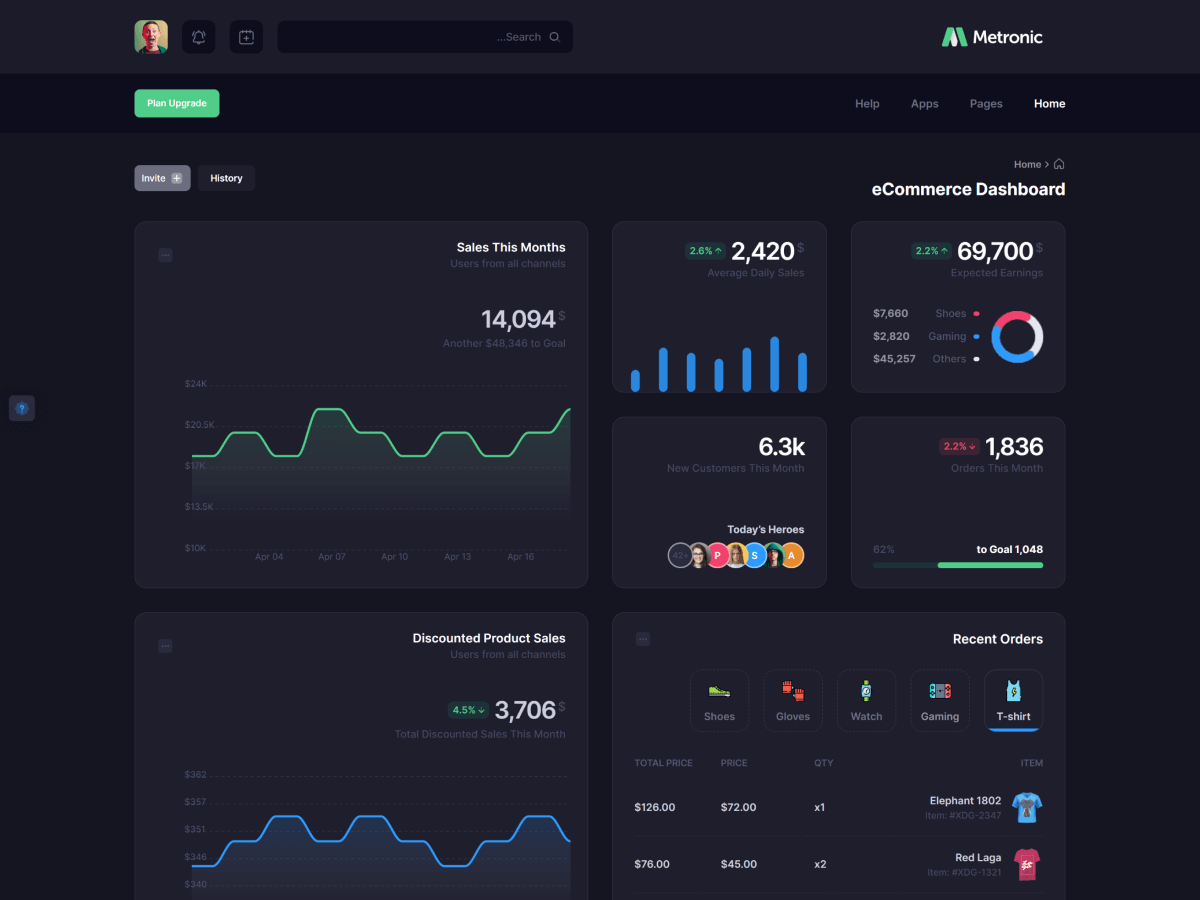 ...Search
Metronic
Plan Upgrade
Help
Apps
Pages
Home
Invite
History
Home
eCommerce Dashboard
Sales This Months
Users from all channels
14,094 $
Another $48,346 to Goal
$24K
$20.5K
$17K
$13.5K
$10K
Apr 04
Apr 07
Apr 10
Apr 13
Apr 16
2.6% ↑ 2,420 $
Average Daily Sales
2.2% ↑ 69,700 $
Expected Earnings
$7,660 Shoes
$2,820 Gaming
$45,257 Others
6.3k
New Customers This Month
Today's Heroes
42+
P
S
A
2.2% ↓ 1,836
Orders This Month
62%
to Goal 1,048
Discounted Product Sales
Users from all channels
4.5% ↓ 3,706 $
Total Discounted Sales This Month
$362
$357
$351
$346
$340
Recent Orders
Shoes
Gloves
Watch
Gaming
T-shirt
TOTAL PRICE
PRICE
QTY
ITEM
$126.00
$72.00
x1
Elephant 1802
Item: #XDG-2347
$76.00
$45.00
x2
Red Laga
Item: #XDG-1321
?